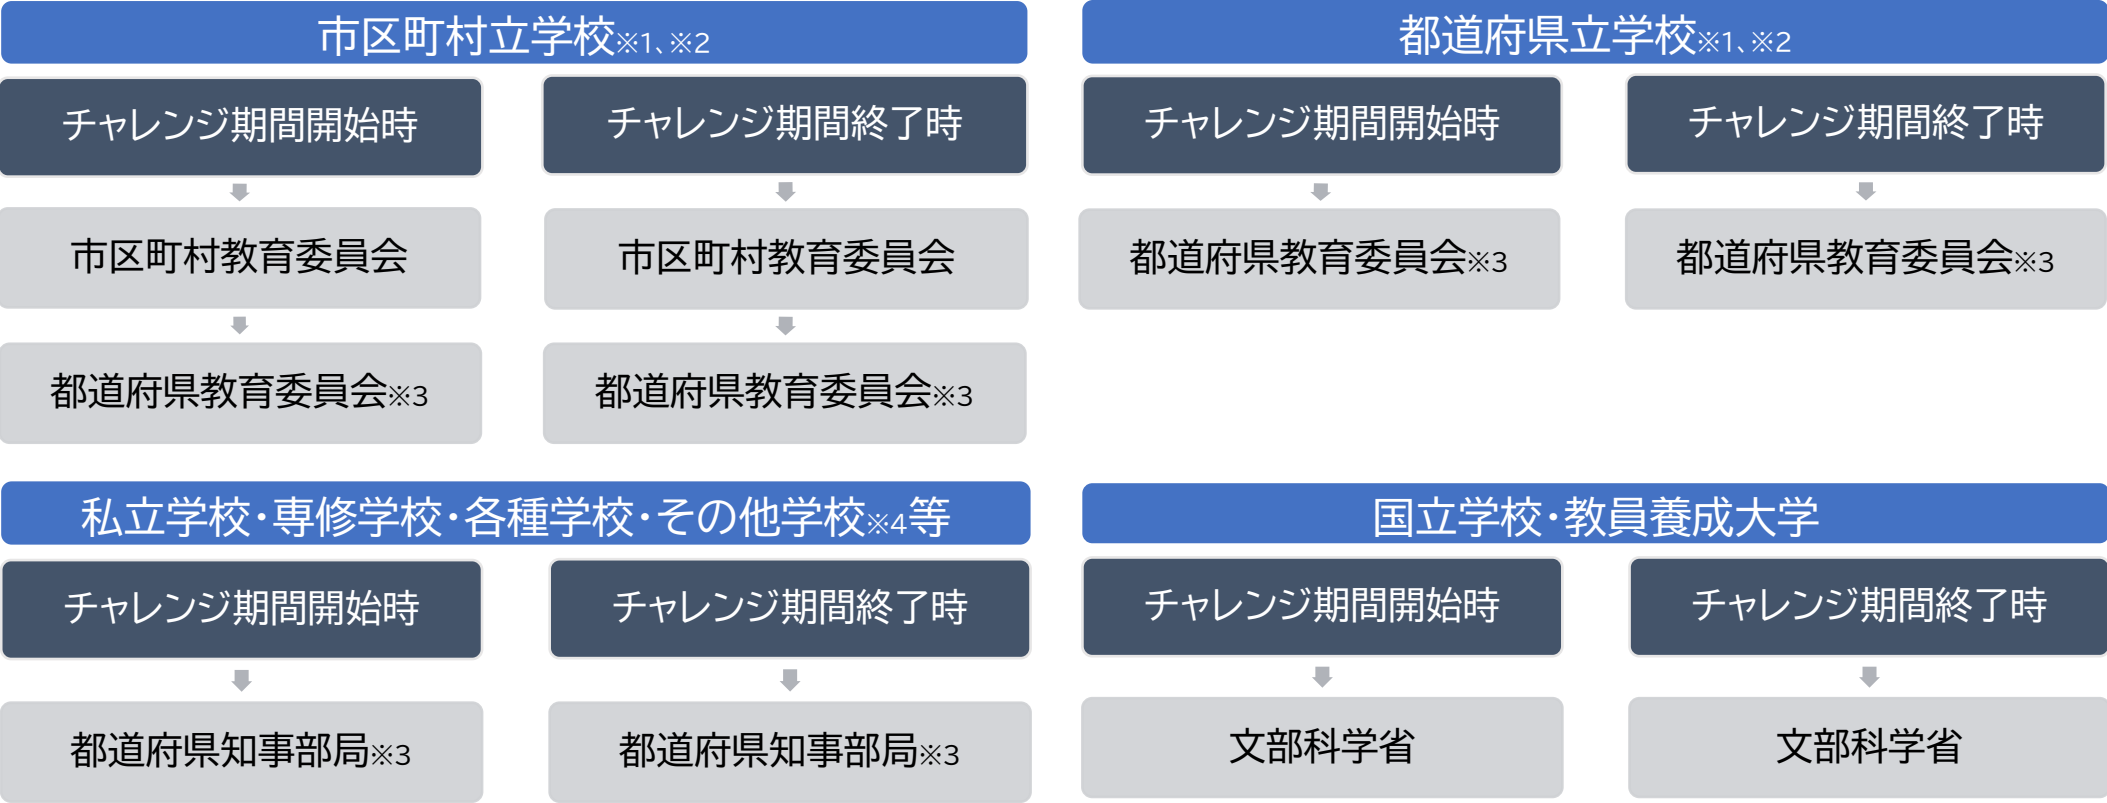 市区町村立学校※1、※2
チャレンジ期間開始時
チャレンジ期間終了時
市区町村教育委員会
市区町村教育委員会
都道府県教育委員会※3
都道府県教育委員会※3
都道府県立学校※1、※2
チャレンジ期間開始時
チャレンジ期間終了時
都道府県教育委員会※3
都道府県教育委員会※3
私立学校・専修学校・各種学校・その他学校※4等
チャレンジ期間開始時
チャレンジ期間終了時
都道府県知事部局※3
都道府県知事部局※3
国立学校・教員養成大学
チャレンジ期間開始時
チャレンジ期間終了時
文部科学省
文部科学省